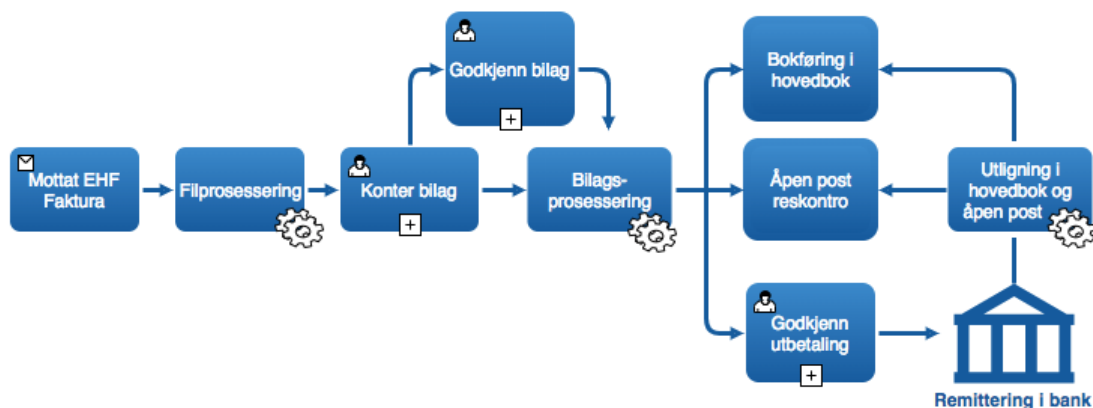 Godkjenn bilag
Bokføring i
hovedbok
Mottat EHF
Faktura
Filprosessering
Konter bilag
Bilags-
prosessering
Åpen post
reskontro
Utligning i
hovedbok og
åpen post
Godkjenn
utbetaling
Remittering i bank